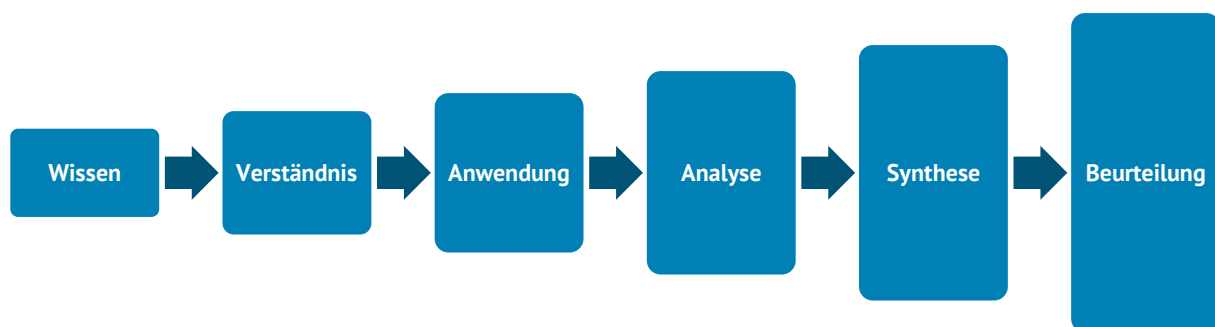 Wissen
Verständnis
Anwendung
Analyse
Synthese
Beurteilung